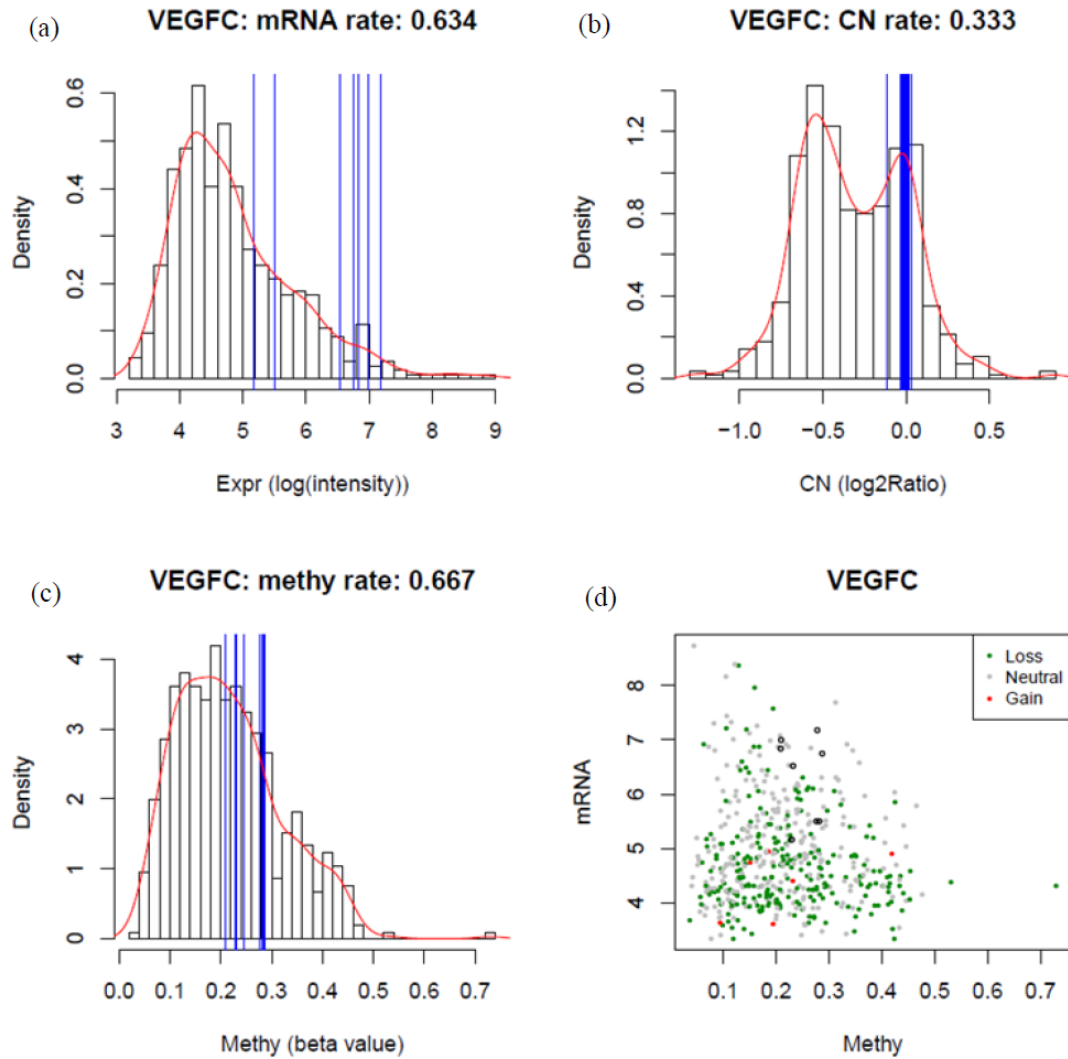 (a)
VEGFC: mRNA rate: 0.634
Density
0.0 0.2 0.4 0.6
3 4 5 6 7 8 9
Expr (log(intensity))
(b)
VEGFC: CN rate: 0.333
Density
0.0 0.4 0.8 1.2
−1.0 −0.5 0.0 0.5
CN (log2Ratio)
(c)
VEGFC: methy rate: 0.667
Density
0 1 2 3 4
0.0 0.1 0.2 0.3 0.4 0.5 0.6 0.7
Methy (beta value)
(d)
VEGFC
Loss
Neutral
Gain
mRNA
4 5 6 7 8
0.1 0.2 0.3 0.4 0.5 0.6 0.7
Methy